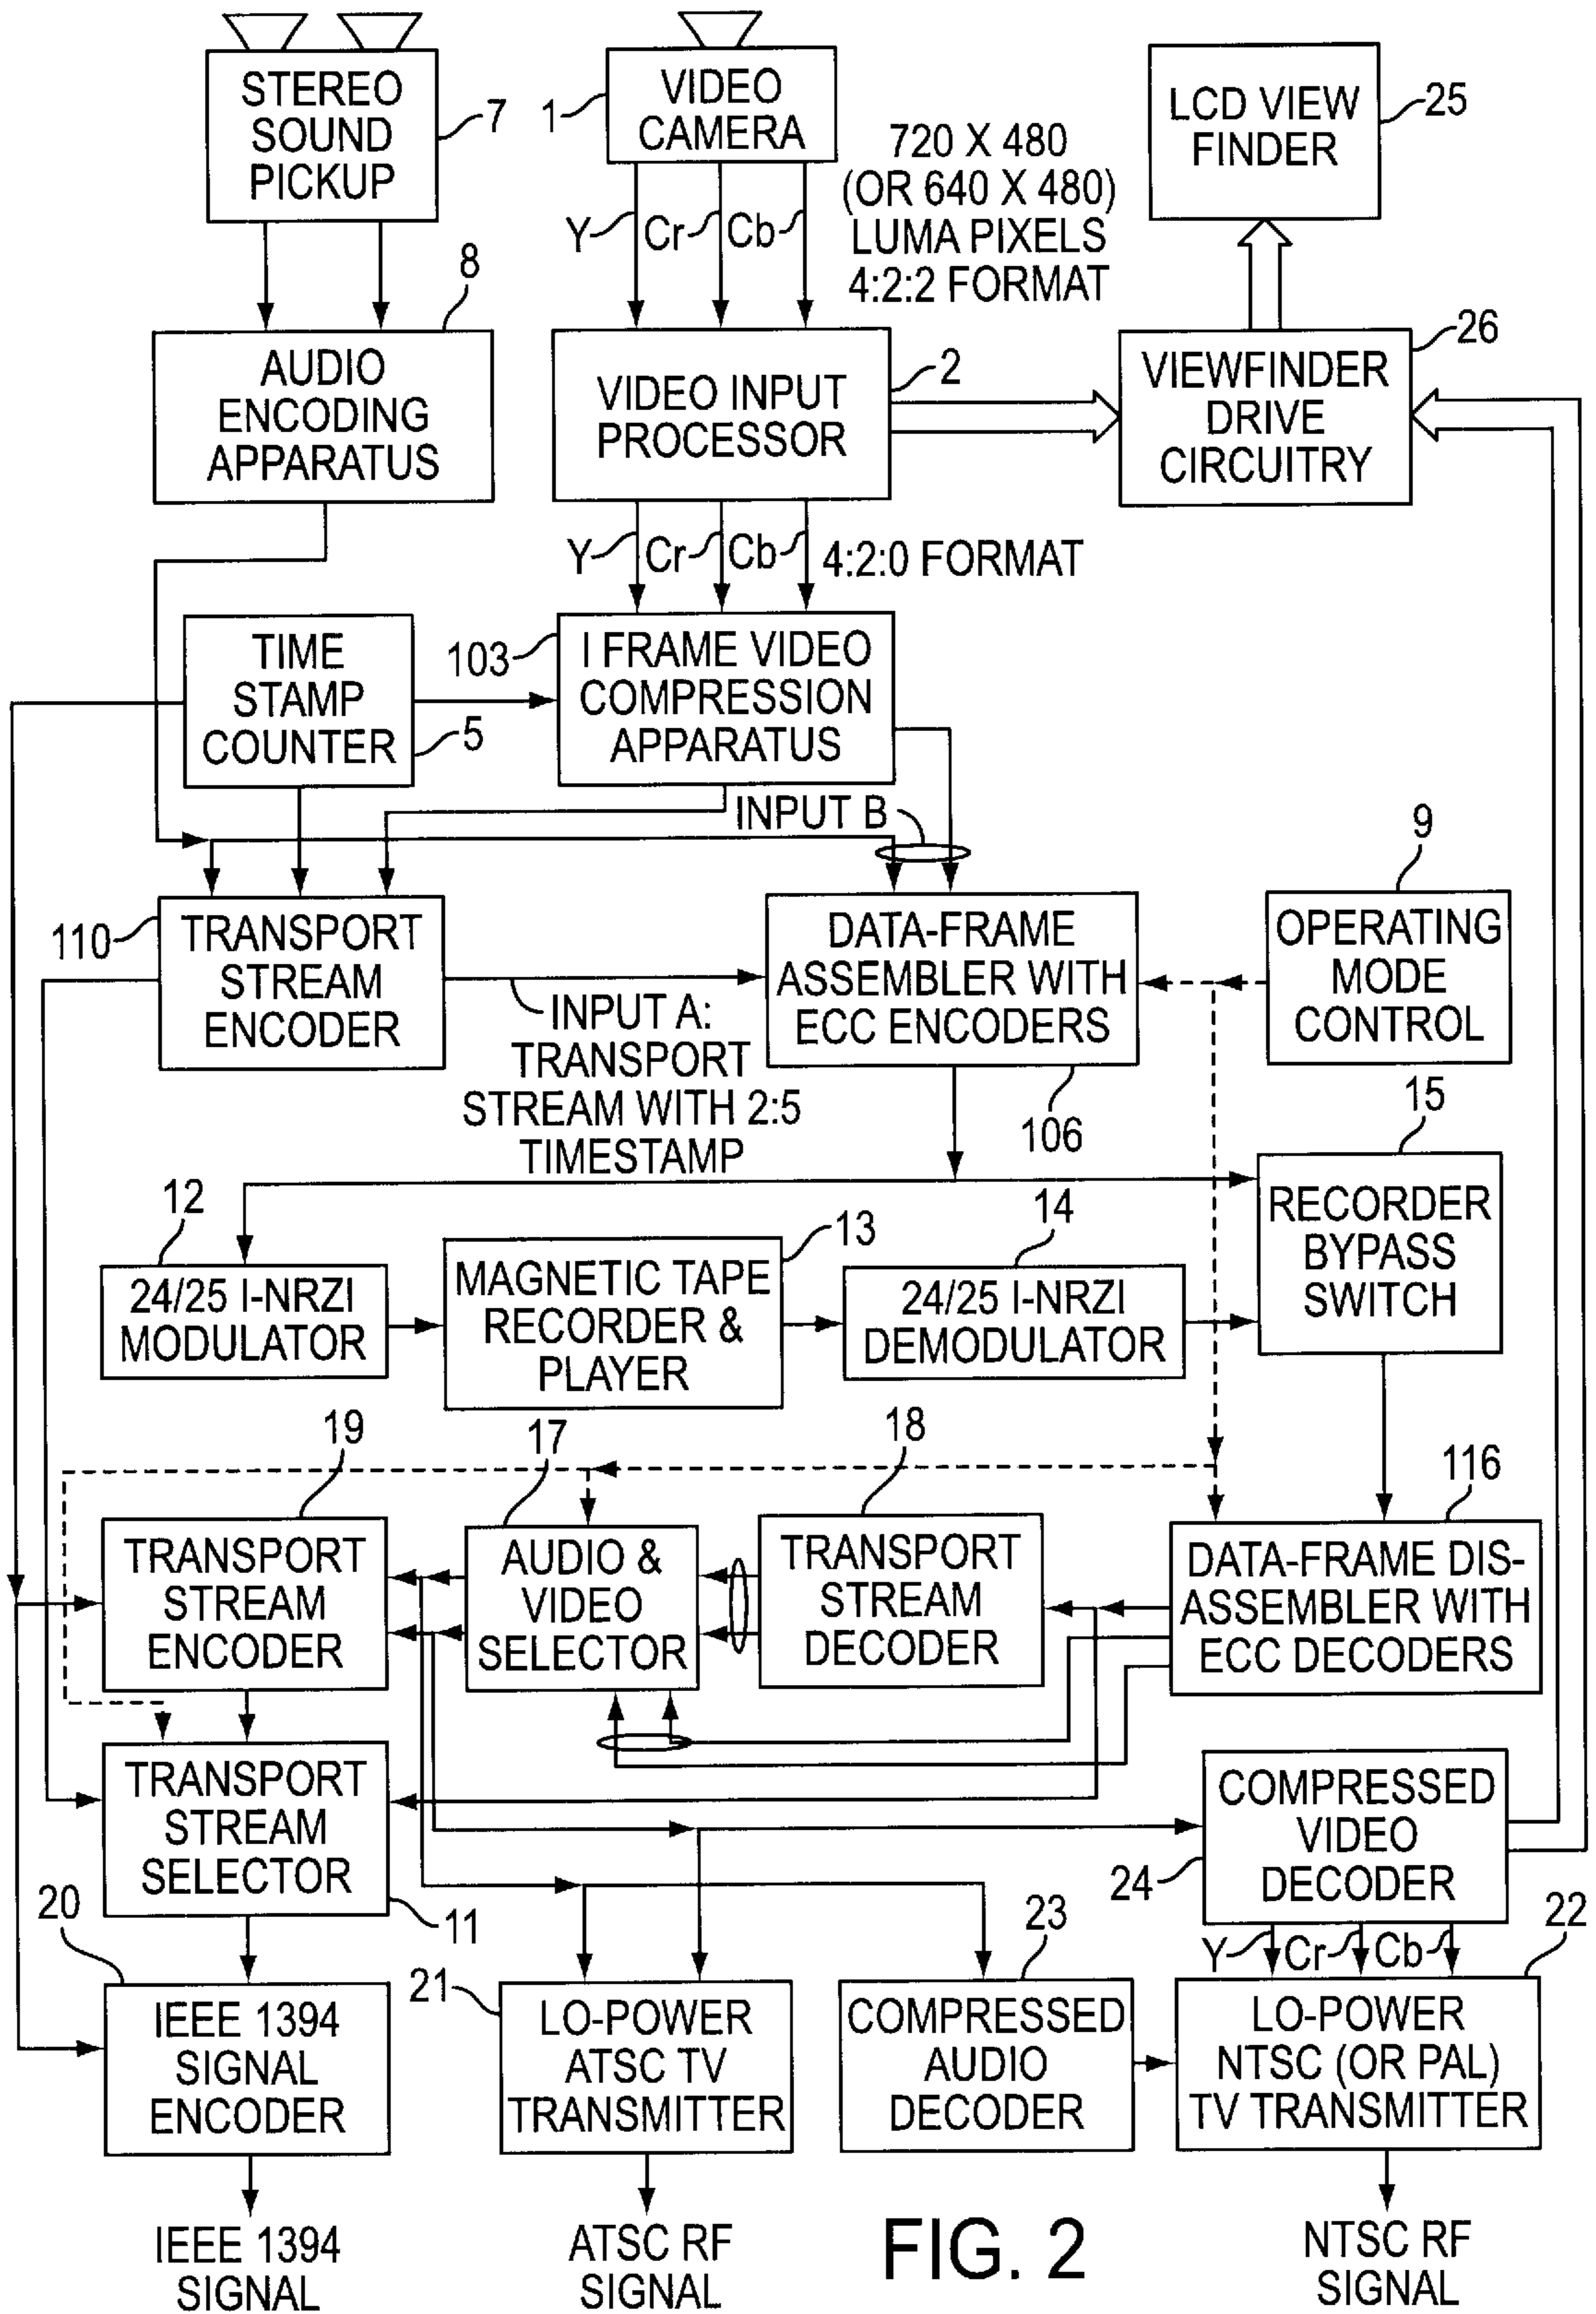 STEREO
SOUND
PICKUP
7
1
VIDEO
CAMERA
720 X 480
(OR 640 X 480)
LUMA PIXELS
4:2:2 FORMAT
LCD VIEW
FINDER
25
Y
Cr
Cb
8
AUDIO
ENCODING
APPARATUS
VIDEO INPUT
PROCESSOR
2
VIEWFINDER
DRIVE
CIRCUITRY
26
Y
Cr
Cb
4:2:0 FORMAT
TIME
STAMP
COUNTER
5
103
I FRAME VIDEO
COMPRESSION
APPARATUS
INPUT B
9
110
TRANSPORT
STREAM
ENCODER
DATA-FRAME
ASSEMBLER WITH
ECC ENCODERS
OPERATING
MODE
CONTROL
INPUT A:
TRANSPORT
STREAM WITH 2:5
TIMESTAMP
106
15
12
24/25 I-NRZI
MODULATOR
13
MAGNETIC TAPE
RECORDER &
PLAYER
14
24/25 I-NRZI
DEMODULATOR
RECORDER
BYPASS
SWITCH
19
17
18
116
TRANSPORT
STREAM
ENCODER
AUDIO &
VIDEO
SELECTOR
TRANSPORT
STREAM
DECODER
DATA-FRAME DIS-
ASSEMBLER WITH
ECC DECODERS
TRANSPORT
STREAM
SELECTOR
11
COMPRESSED
VIDEO
DECODER
24
20
21
23
Y
Cr
Cb
22
IEEE 1394
SIGNAL
ENCODER
LO-POWER
ATSC TV
TRANSMITTER
COMPRESSED
AUDIO
DECODER
LO-POWER
NTSC (OR PAL)
TV TRANSMITTER
IEEE 1394
SIGNAL
ATSC RF
SIGNAL
FIG. 2
NTSC RF
SIGNAL